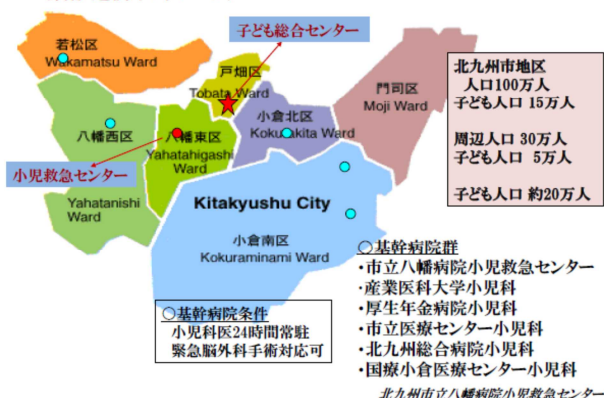 子ども総合センター
若松区
Wakamatsu Ward
戸畑区
Tobata Ward
門司区
Moji Ward
小倉北区
Kokurakita Ward
八幡西区
八幡東区
Yahatahigashi
Ward
小児救急センター
Yahatanishi
Ward
Kitakyushu City
小倉南区
Kokuraminami Ward
北九州市地区
人口100万人
子ども人口 15万人
周辺人口 30万人
子ども人口 5万人
子ども人口 約20万人
○基幹病院条件
小児科医24時間常駐
緊急脳外科手術対応可
○基幹病院群
・市立八幡病院小児救急センター
・産業医科大学小児科
・厚生年金病院小児科
・市立医療センター小児科
・北九州総合病院小児科
・国療小倉医療センター小児科
北九州市立八幡病院小児救急センター